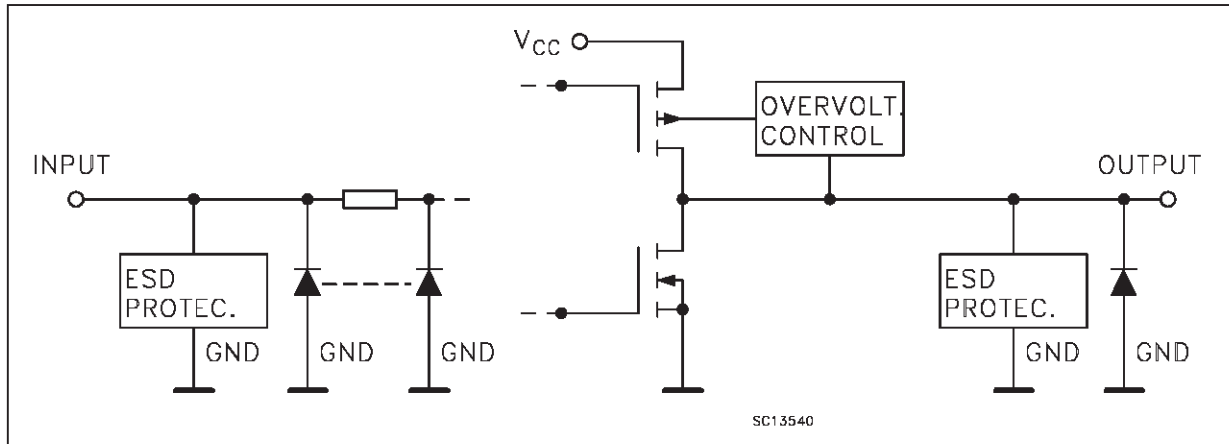 V_CC
OVERVOLT.
CONTROL
INPUT
OUTPUT
ESD
PROTEC.
ESD
PROTEC.
GND
GND
GND
GND
GND
SC13540